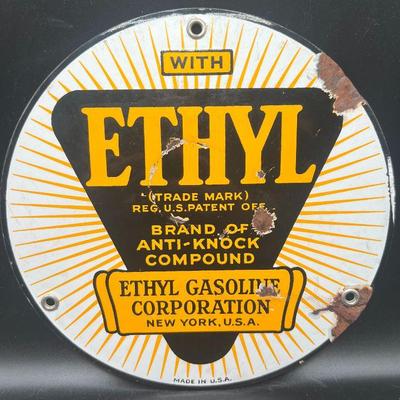 WITH
ETHYL
(TRADE MARK)
REG. U.S. PATENT OFF.
BRAND OF
ANTI-KNOCK
COMPOUND
ETHYL GASOLINE
CORPORATION
NEW YORK, U.S.A.
MADE IN U.S.A.